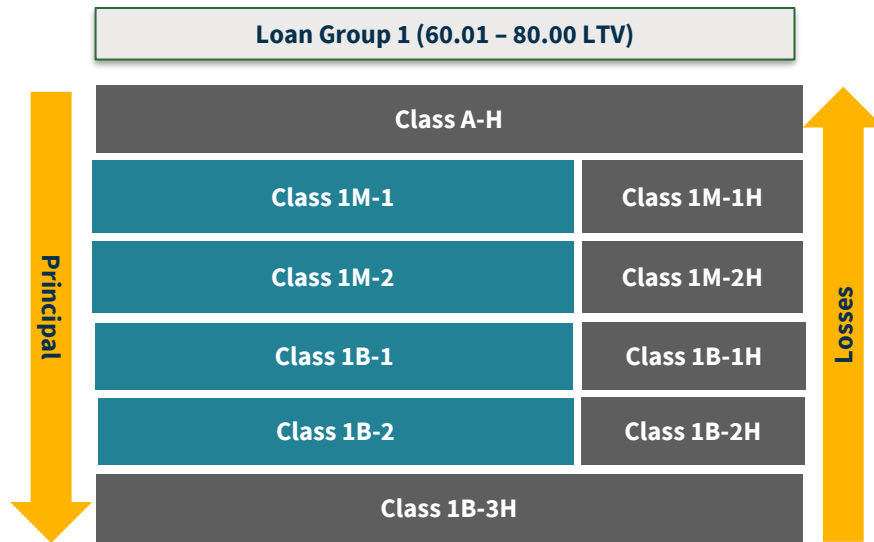 Loan Group 1 (60.01 – 80.00 LTV)
Class A-H
Class 1M-1
Class 1M-1H
Class 1M-2
Class 1M-2H
Principal
Losses
Class 1B-1
Class 1B-1H
Class 1B-2
Class 1B-2H
Class 1B-3H